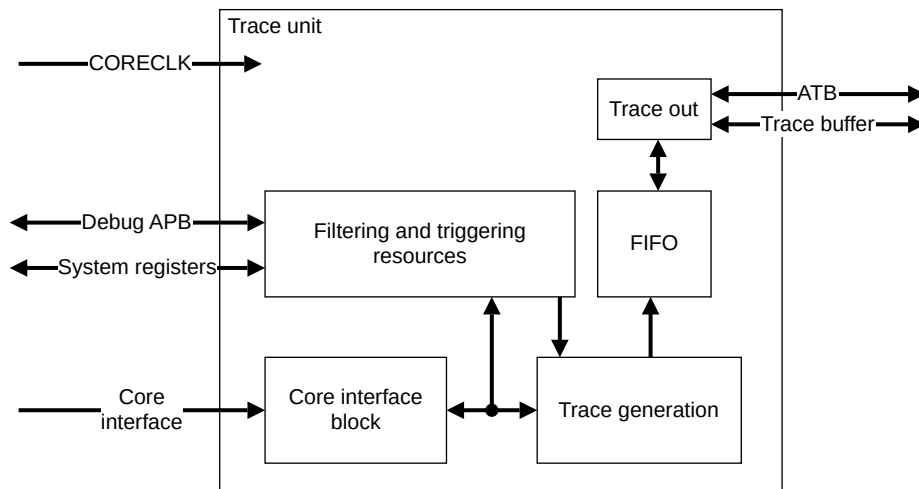 Trace unit
CORECLK
ATB
Trace out
Trace buffer
Debug APB
Filtering and triggering
resources
FIFO
System registers
Core
interface
Core interface
block
Trace generation